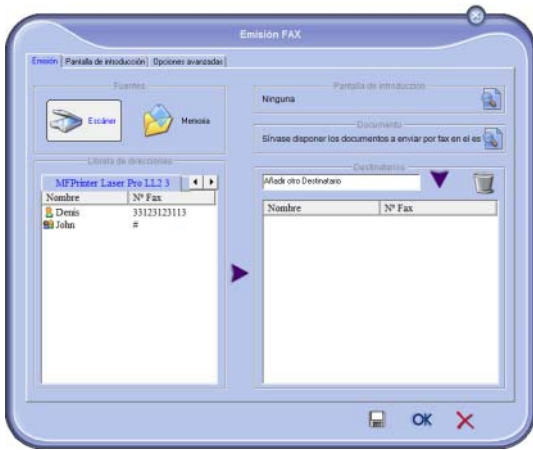 Emisión FAX
Emisión
Pantalla de introducción
Opciones avanzadas
Fuentes
Escáner
Memoria
Libreta de direcciones
MFPrinter Laser Pro LL2 3
Nombre
Nº Fax
Denis
33123123113
John
#
Pantalla de introducción
Ninguna
Documento
Sírvase disponer los documentos a enviar por fax en el es
Destinatarios
Añadir otro Destinatario
Nombre
Nº Fax
OK